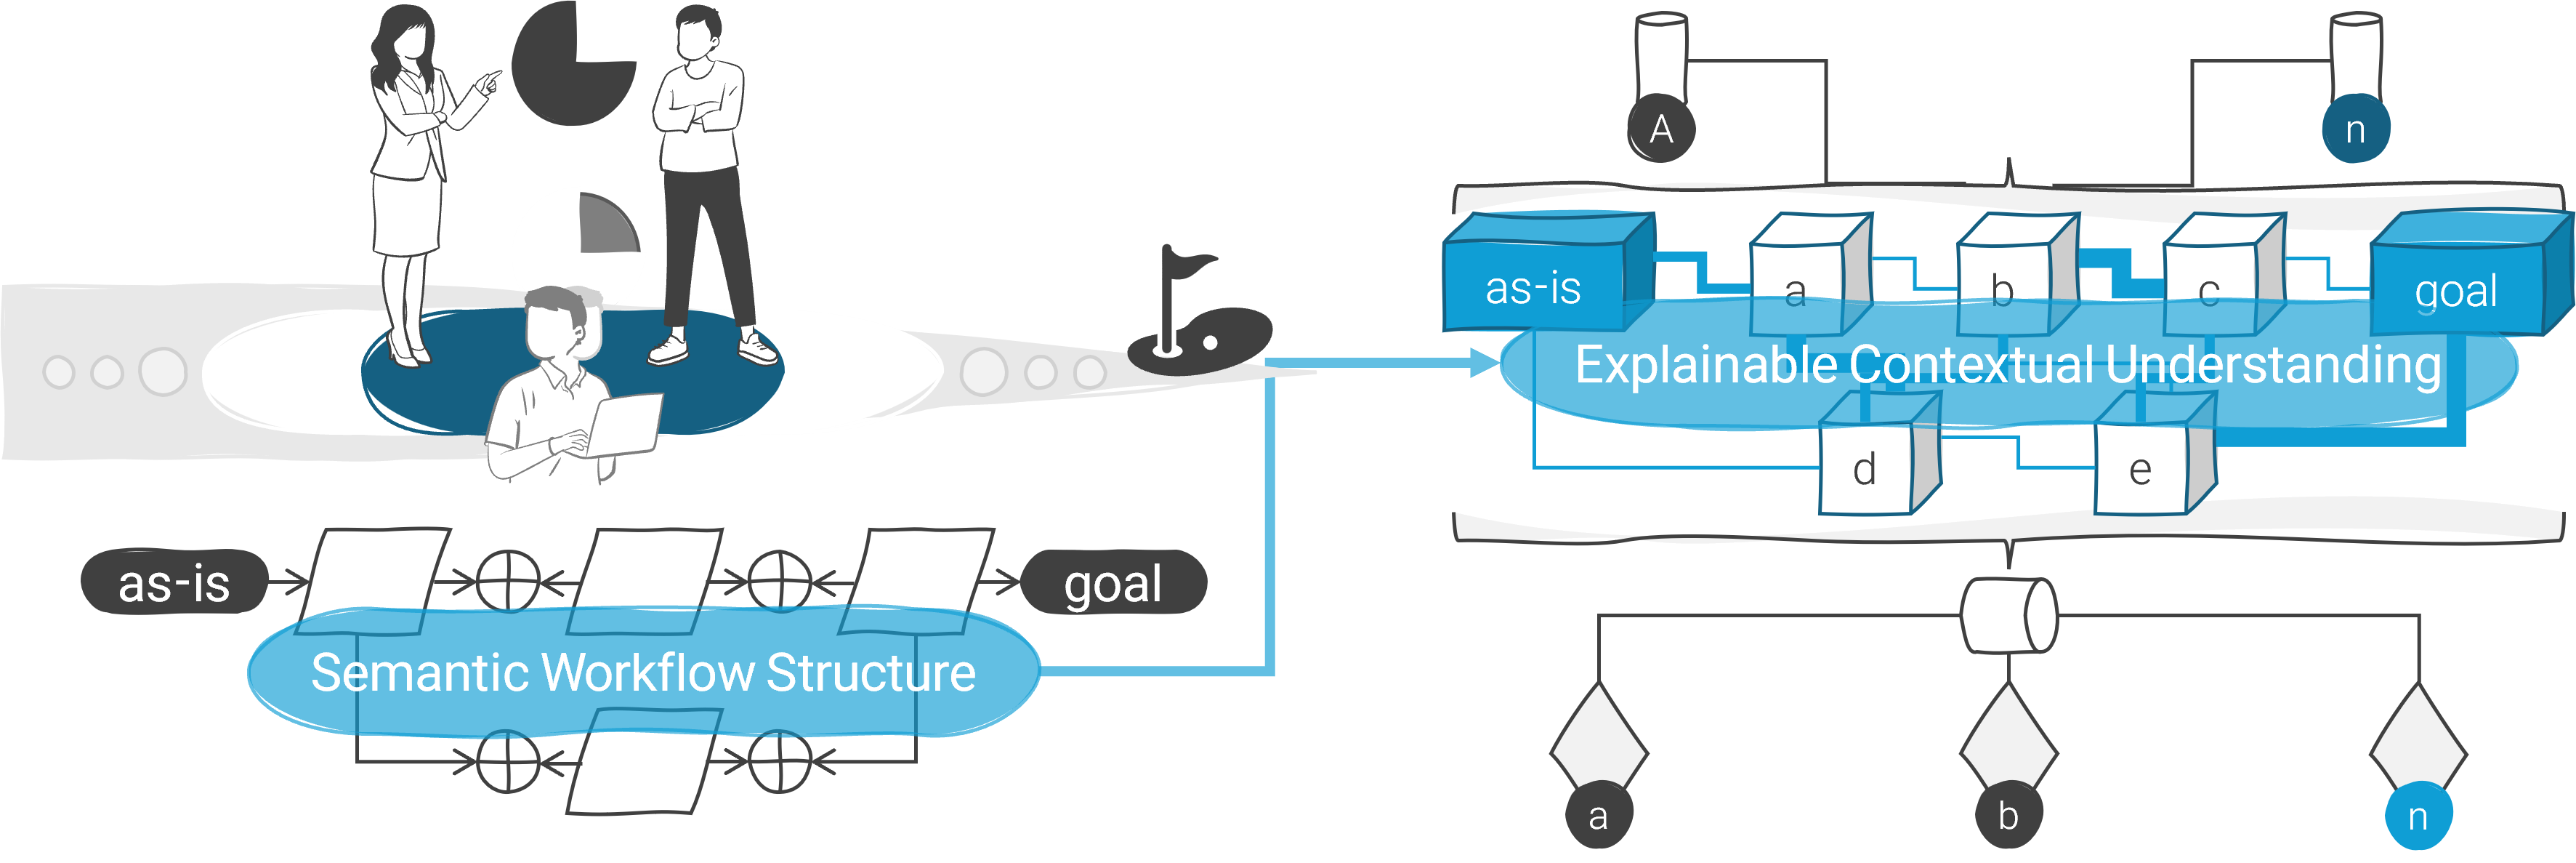 A
n
as-is
a
b
c
goal
Explainable Contextual Understanding
d
e
as-is
goal
Semantic Workflow Structure
a
b
n